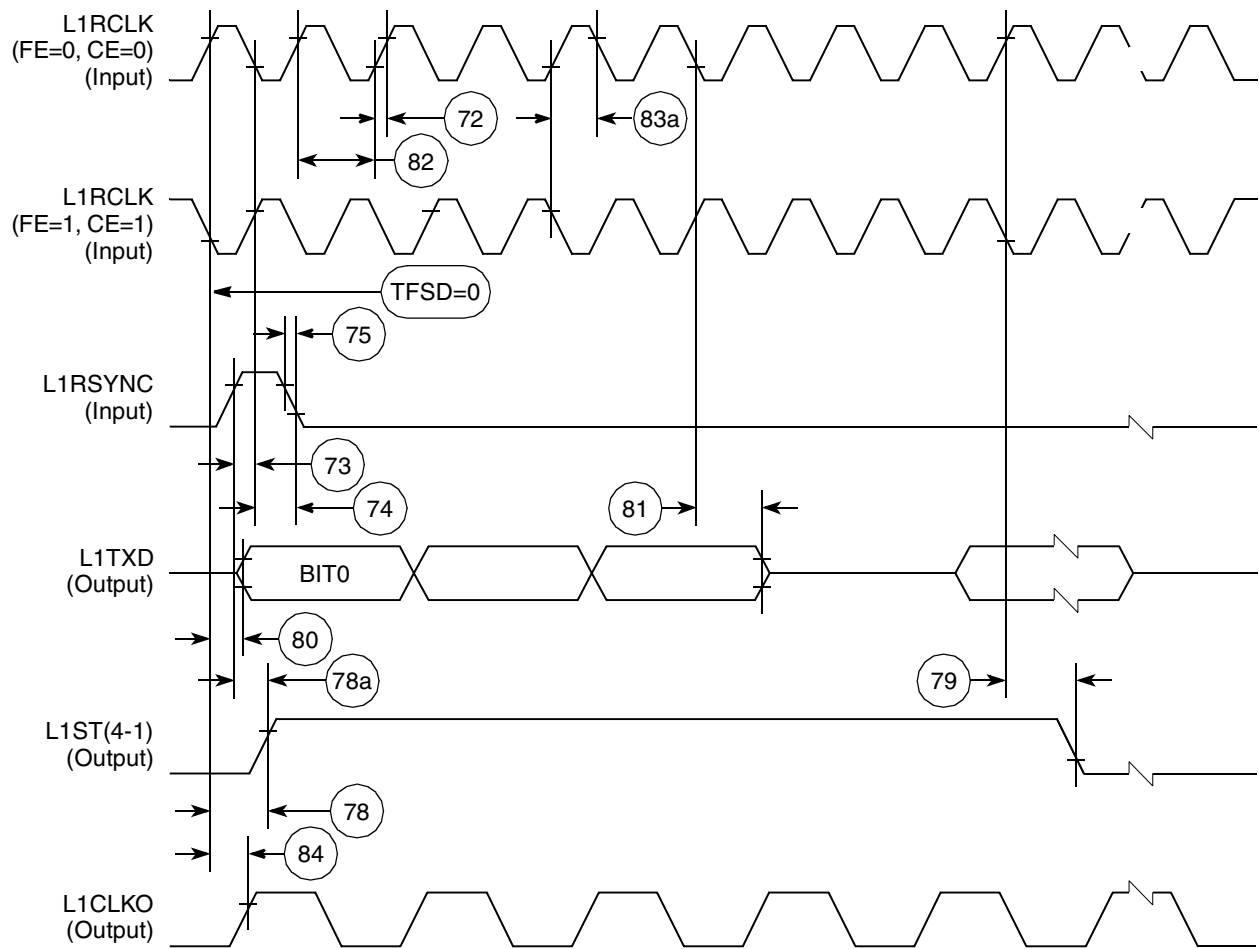 L1RCLK
(FE=0, CE=0)
(Input)
72
83a
82
L1RCLK
(FE=1, CE=1)
(Input)
TFSD=0
75
L1RSYNC
(Input)
73
74
81
L1TXD
(Output)
BIT0
80
78a
79
L1ST(4-1)
(Output)
78
84
L1CLKO
(Output)